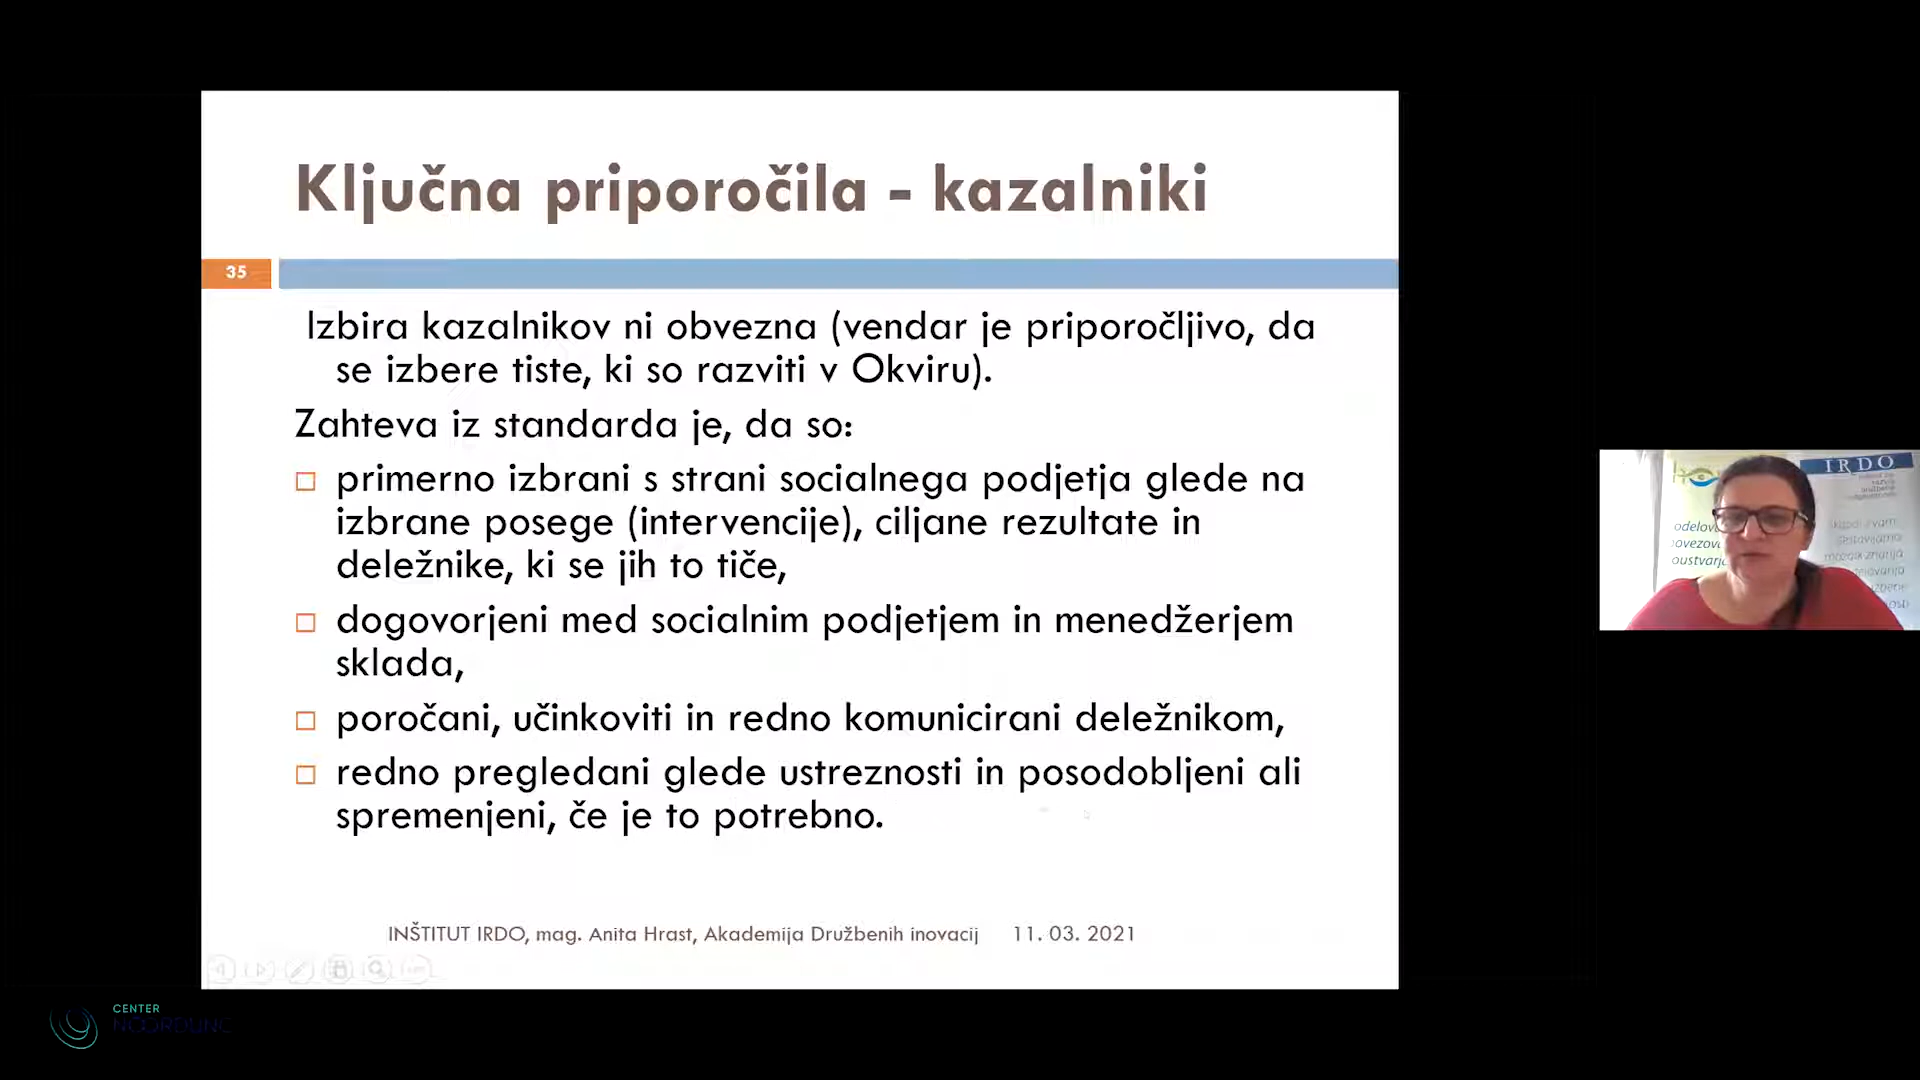 Ključna priporočila - kazalniki
35
Izbira kazalnikov ni obvezna (vendar je priporočljivo, da
se izbere tiste, ki so razviti v Okviru).
Zahteva iz standarda je, da so:
primerno izbrani s strani socialnega podjetja glede na
izbrane posege (intervencije), ciljane rezultate in
deležnike, ki se jih to tiče,
dogovorjeni med socialnim podjetjem in menedžerjem
sklada,
poročani, učinkoviti in redno komunicirani deležnikom,
redno pregledani glede ustreznosti in posodobljeni ali
spremenjeni, če je to potrebno.
INŠTITUT IRDO, mag. Anita Hrast, Akademija Družbenih inovacij 11. 03. 2021
IRDO
CENTER
NOORDUNG